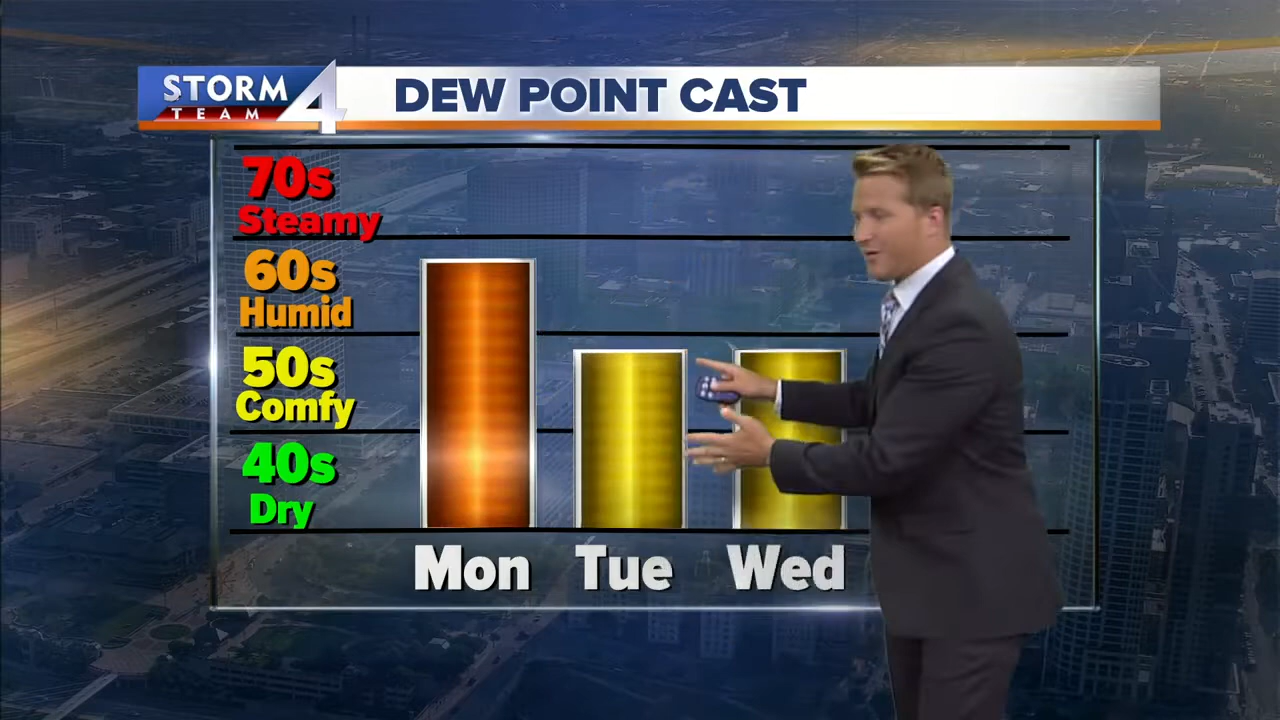 STORM
TEAM
4
DEW POINT CAST
70s
Steamy
60s
Humid
50s
Comfy
40s
Dry
Mon Tue Wed